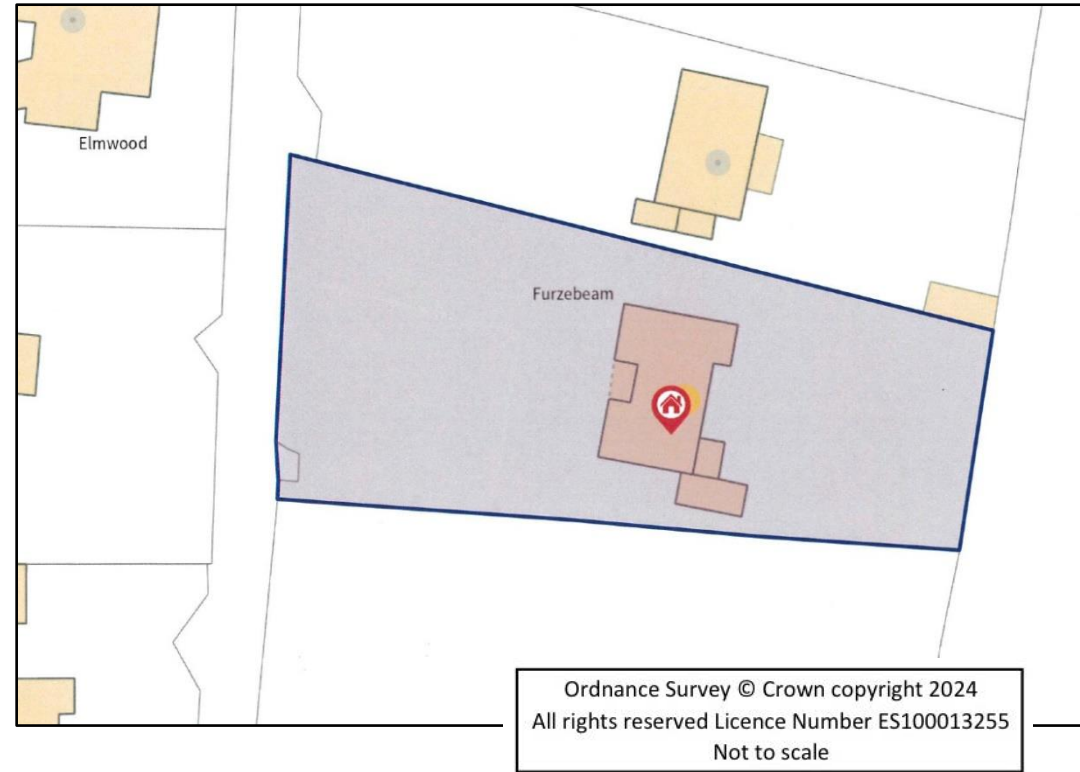 Elmwood
Furzebeam
Ordnance Survey © Crown copyright 2024
All rights reserved Licence Number ES100013255
Not to scale